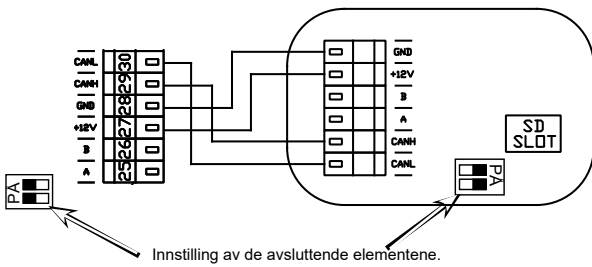 CANL 30
CANH 29
GND 28
+12V 27
B 26
A 25
GND
+12V
B
A
CANH
CANL
SD
SLOT
PA
PA
Innstilling av de avsluttende elementene.